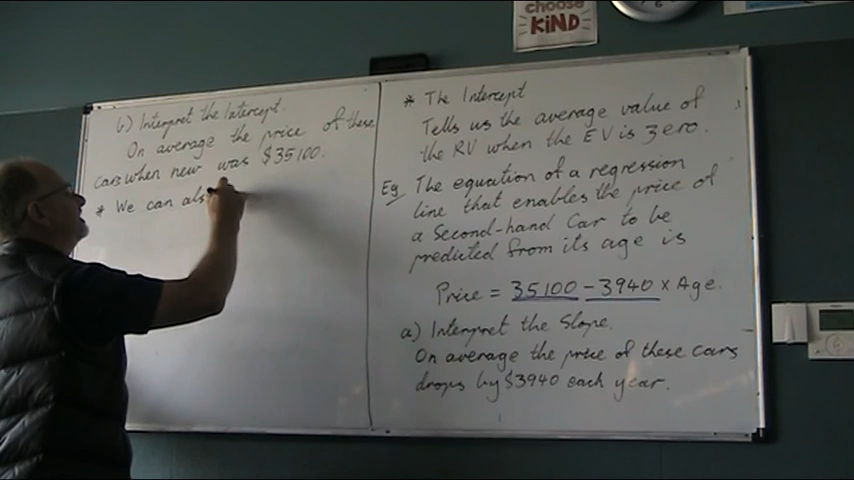 choose
KiND
6) Interpret the Intercept.
On average the price of these
cars when new was $35100.
* We can als
* The Intercept
Tells us the average value of
the RV when the EV is zero.
Eg The equation of a regression
line that enables the price of
a second-hand Car to be
predicted from its age is
Price = 35100 - 3940 × Age.
a) Interpret the Slope.
On average the price of these cars
drops by $3940 each year.